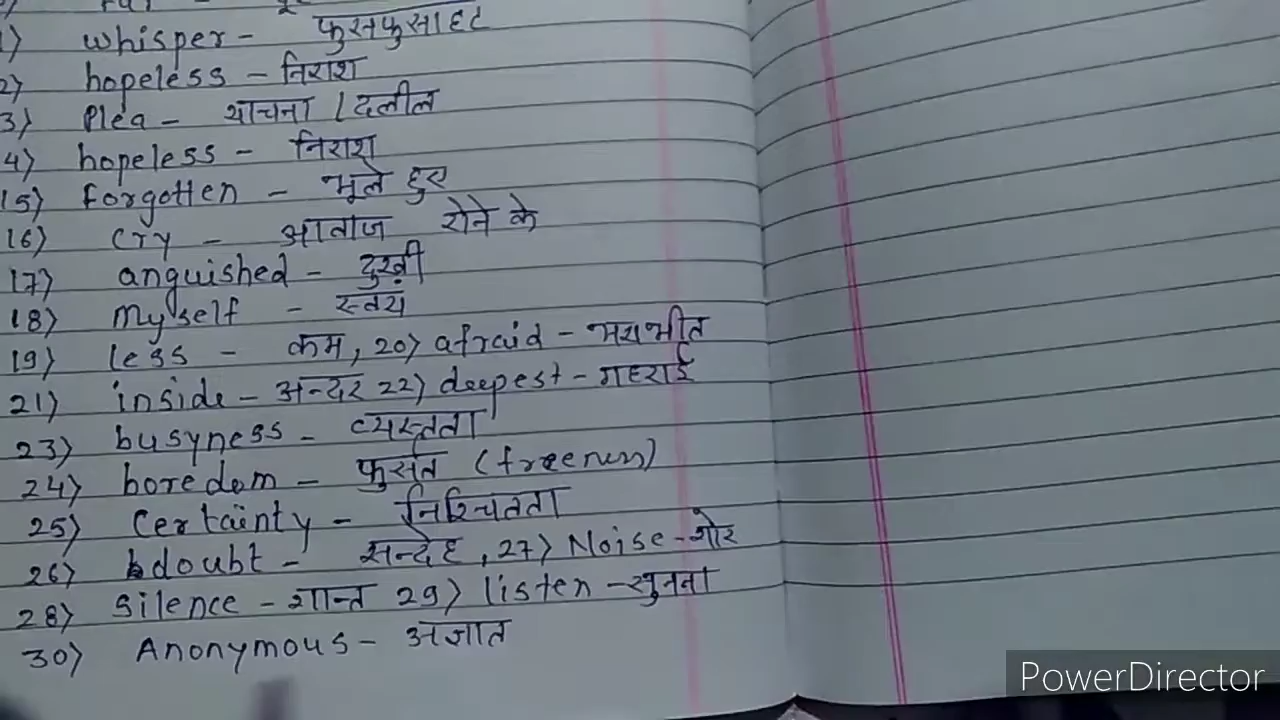 1) whisper - फुसफुसाहट
2) hopeless - निराश
3) Plea - याचना / दलील
4) hopeless - निराश
15) Forgotten - भूले हुए
16) Cry - आवाज रोने के
17) anguished - दुखी
18) Myself - स्वयं
19) less - कम, 20) afraid - भयभीत
21) inside - अन्दर 22) deepest - गहराई
23) busyness - व्यस्तता
24) boredom - फुर्सत (freeness)
25) Certainty - निश्चितता
26) doubt - सन्देह, 27) Noise - शोर
28) Silence - शान्त 29) listen - सुनना
30) Anonymous - अज्ञात
PowerDirector